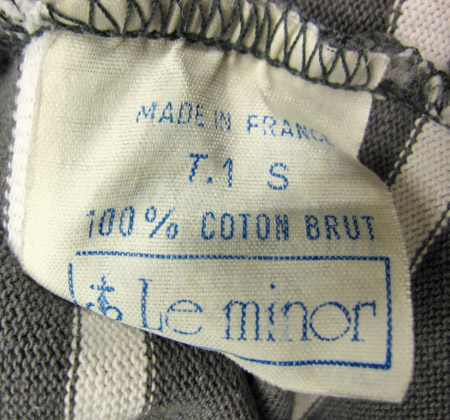 MADE IN FRANCE
T.1 S
100% COTON BRUT
Le minor